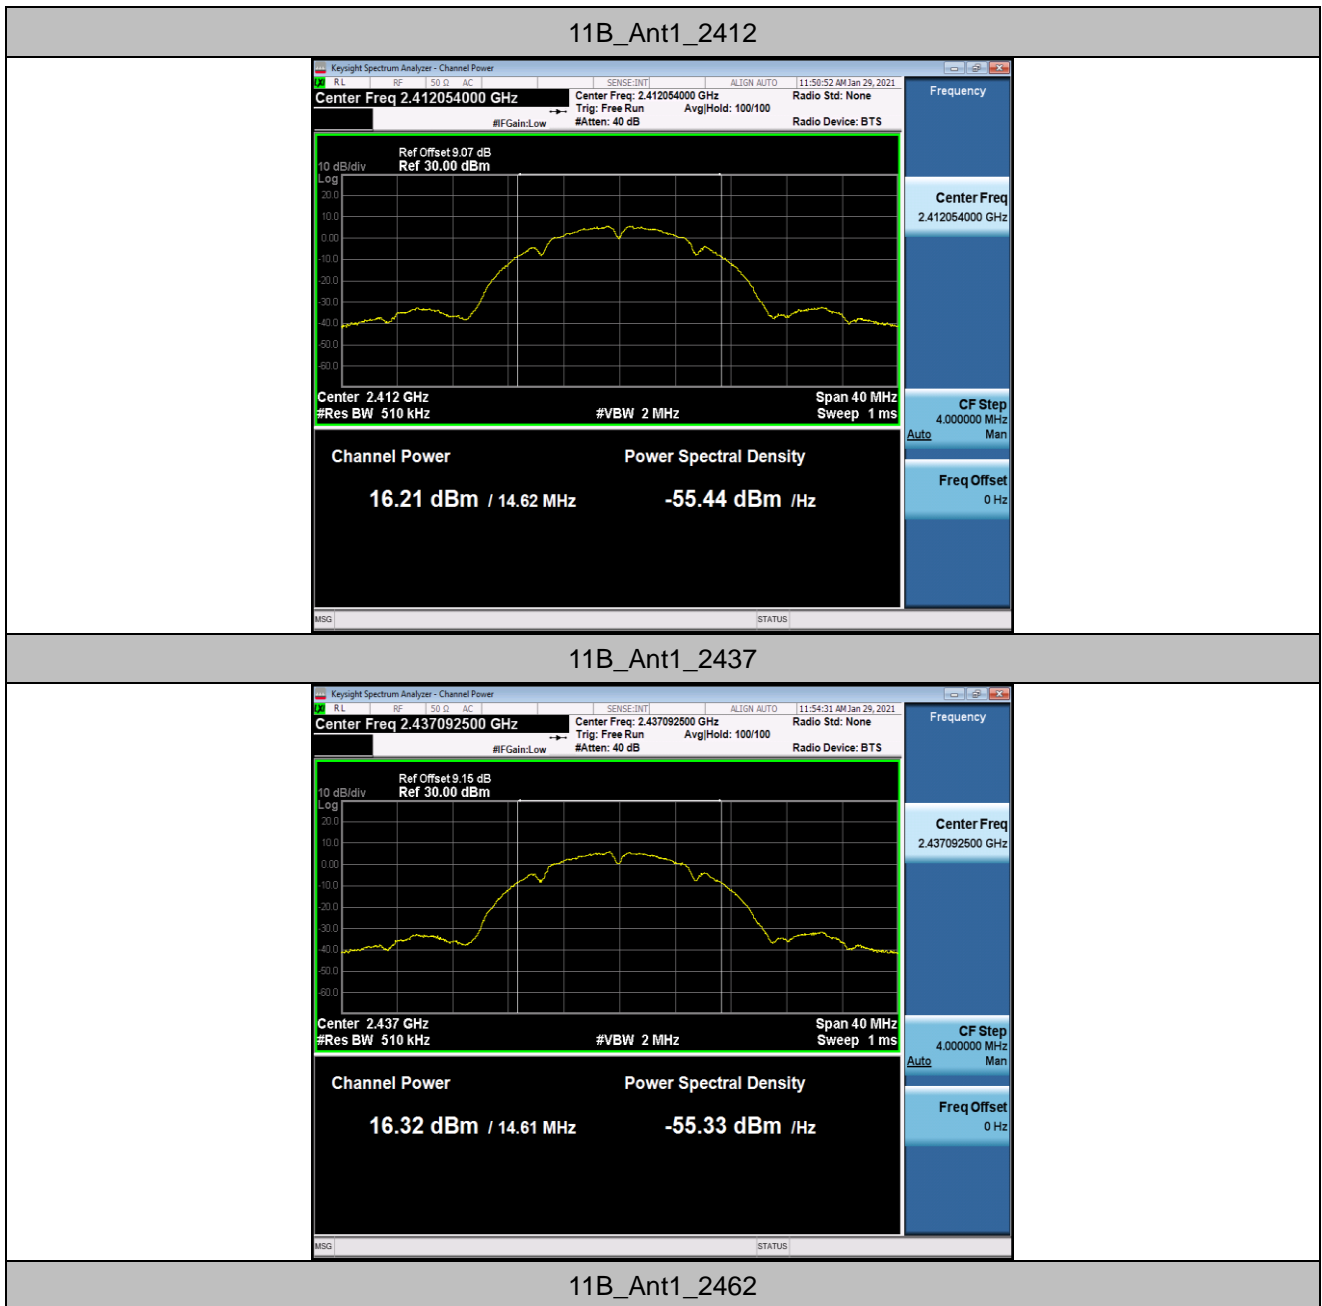 11B_Ant1_2412
Keysight Spectrum Analyzer - Channel Power
RL RF 50 Ω AC SENSE:INT ALIGN AUTO 11:50:52 AM Jan 29, 2021
Center Freq 2.412054000 GHz
Center Freq: 2.412054000 GHz Radio Std: None
Trig: Free Run Avg|Hold: 100/100
#IFGain:Low #Atten: 40 dB Radio Device: BTS
Frequency
Ref Offset 9.07 dB
10 dB/div Ref 30.00 dBm
Log
20.0
10.0
0.00
-10.0
-20.0
-30.0
-40.0
-50.0
-60.0
Center 2.412 GHz Span 40 MHz
#Res BW 510 kHz #VBW 2 MHz Sweep 1 ms
Channel Power Power Spectral Density
16.21 dBm / 14.62 MHz -55.44 dBm /Hz
Center Freq
2.412054000 GHz
CF Step
4.000000 MHz
Auto Man
Freq Offset
0 Hz
MSG STATUS
11B_Ant1_2437
Keysight Spectrum Analyzer - Channel Power
RL RF 50 Ω AC SENSE:INT ALIGN AUTO 11:54:31 AM Jan 29, 2021
Center Freq 2.437092500 GHz
Center Freq: 2.437092500 GHz Radio Std: None
Trig: Free Run Avg|Hold: 100/100
#IFGain:Low #Atten: 40 dB Radio Device: BTS
Frequency
Ref Offset 9.15 dB
10 dB/div Ref 30.00 dBm
Log
20.0
10.0
0.00
-10.0
-20.0
-30.0
-40.0
-50.0
-60.0
Center 2.437 GHz Span 40 MHz
#Res BW 510 kHz #VBW 2 MHz Sweep 1 ms
Channel Power Power Spectral Density
16.32 dBm / 14.61 MHz -55.33 dBm /Hz
Center Freq
2.437092500 GHz
CF Step
4.000000 MHz
Auto Man
Freq Offset
0 Hz
MSG STATUS
11B_Ant1_2462